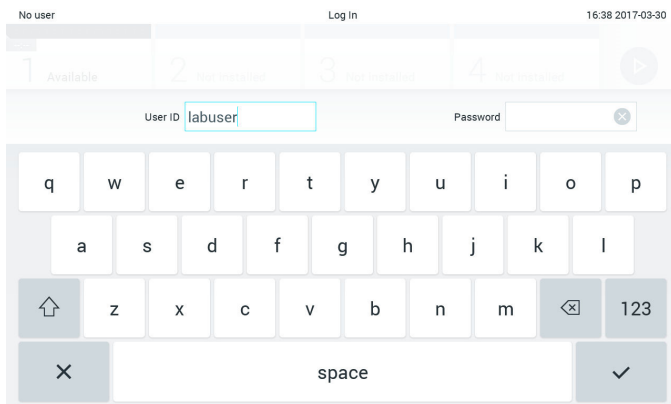 No user Log In 16:38 2017-03-30
1 Available 2 Not Installed 3 Not Installed 4 Not Installed
User ID labuser Password
q w e r t y u i o p
a s d f g h j k l
z x c v b n m 123
space